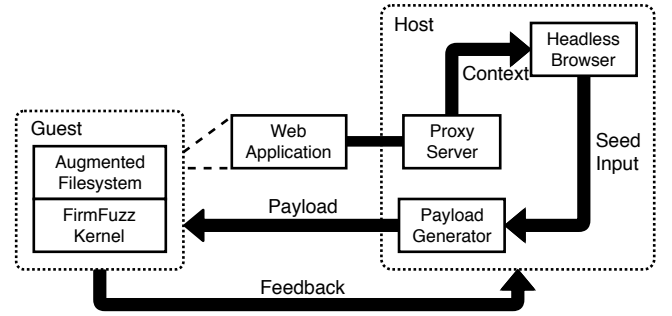 Host
Headless
Browser
Context
Guest
Web
Application
Proxy
Server
Seed
Input
Augmented
Filesystem
FirmFuzz
Kernel
Payload
Payload
Generator
Feedback